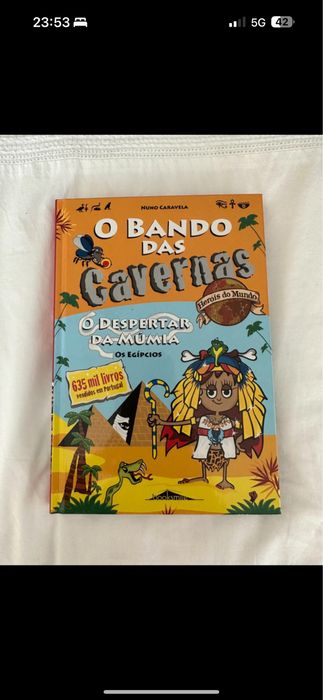 23:53
5G
42
NUNO CARAVELA
O BANDO
DAS
Cavernas
Heróis do Mundo
O DESPERTAR
DA MÚMIA
OS EGÍPCIOS
635 mil livros
vendidos em Portugal
Booksmile